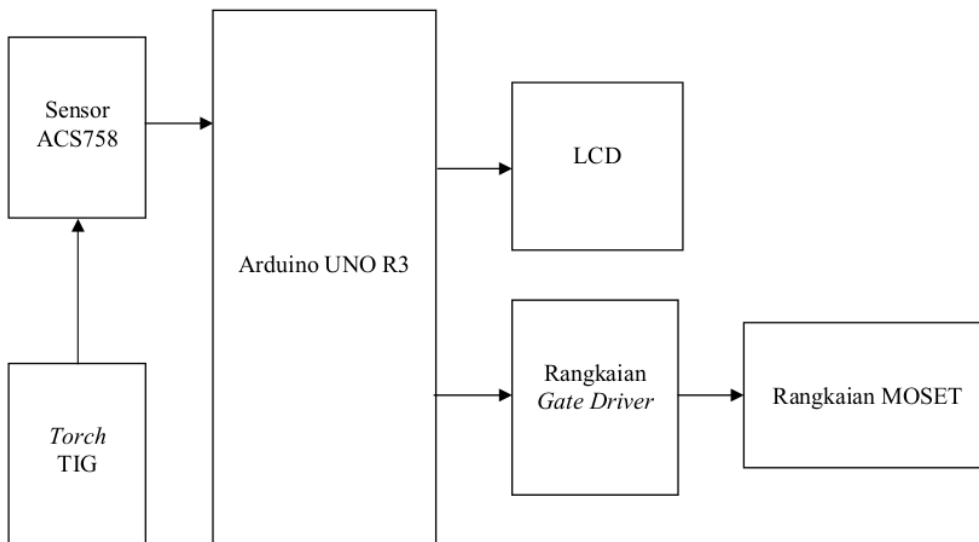 Sensor
ACS758
LCD
Arduino UNO R3
Rangkaian
Gate Driver
Rangkaian MOSET
Torch
TIG